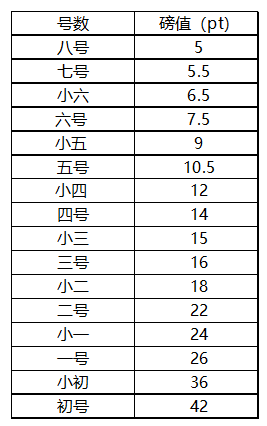 号数 磅值（pt)
八号 5
七号 5.5
小六 6.5
六号 7.5
小五 9
五号 10.5
小四 12
四号 14
小三 15
三号 16
小二 18
二号 22
小一 24
一号 26
小初 36
初号 42